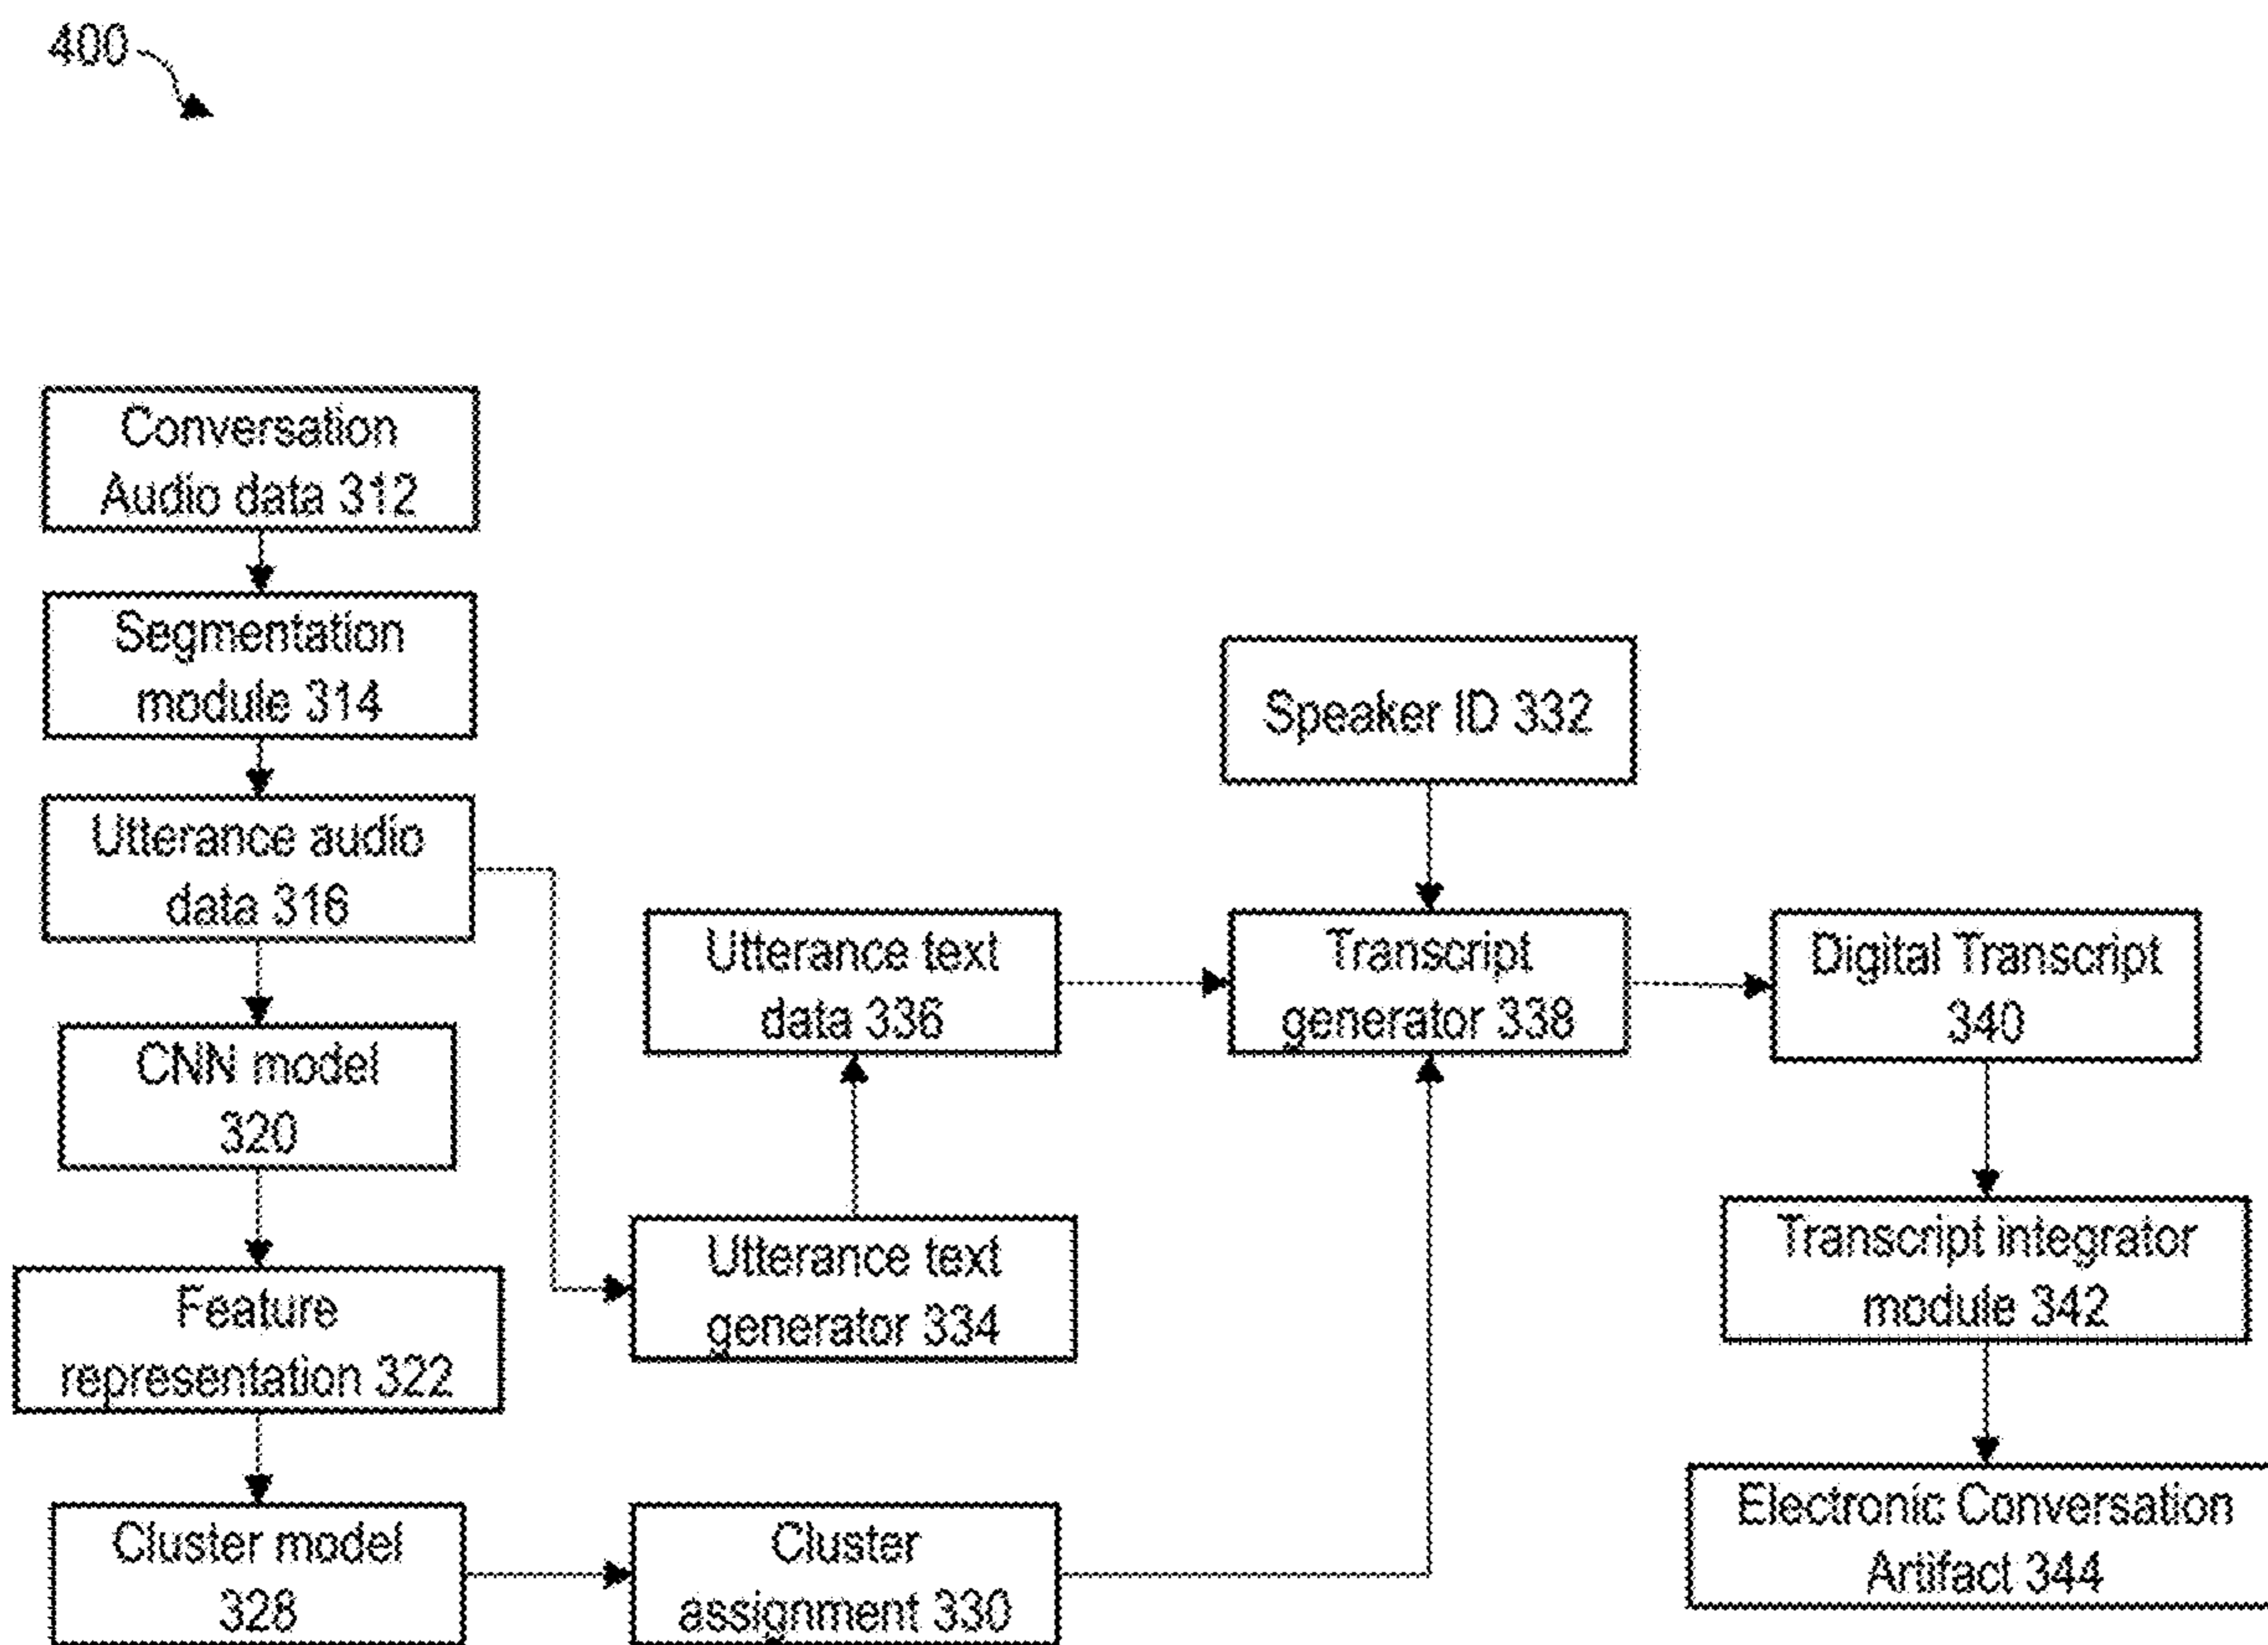 400
Conversation
Audio data 312
Segmentation
module 314
Utterance audio
data 316
CNN model
320
Feature
representation 322
Cluster model
328
Cluster
assignment 330
Utterance text
generator 334
Utterance text
data 336
Speaker ID 332
Transcript
generator 338
Digital Transcript
340
Transcript integrator
module 342
Electronic Conversation
Artifact 344